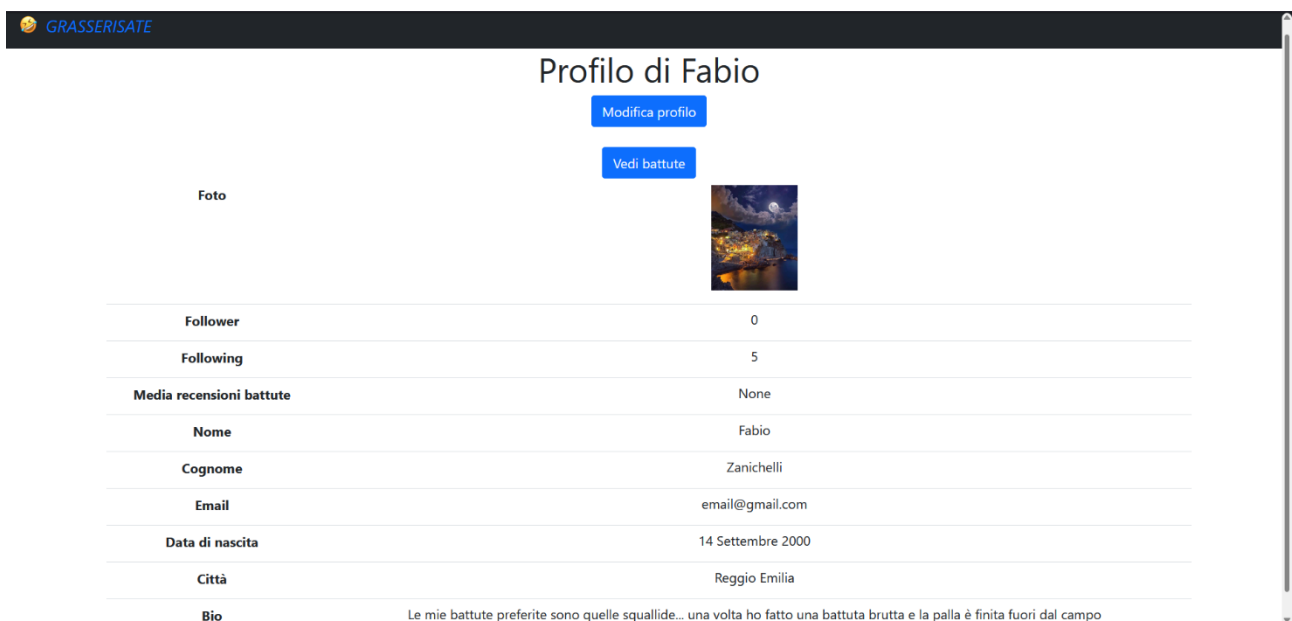 GRASSERISATE
Profilo di Fabio
Modifica profilo
Vedi battute
Foto
Follower 0
Following 5
Media recensioni battute None
Nome Fabio
Cognome Zanichelli
Email email@gmail.com
Data di nascita 14 Settembre 2000
Città Reggio Emilia
Bio Le mie battute preferite sono quelle squallide... una volta ho fatto una battuta brutta e la palla è finita fuori dal campo